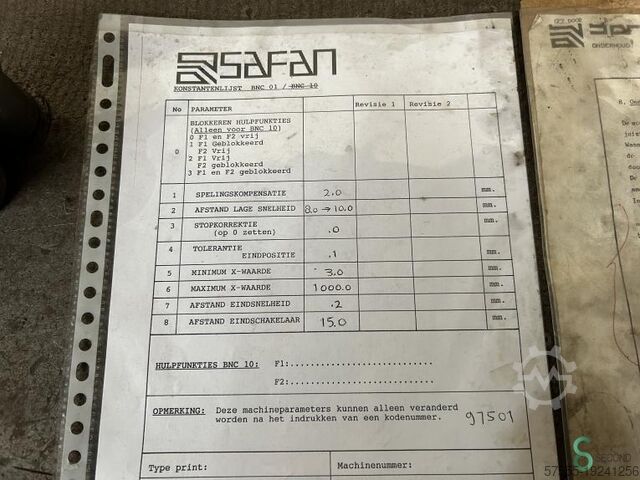 SAFAN
KONSTANTENLIJST BNC 01 / BNC 10
No PARAMETER Revisie 1 Revisie 2
BLOKKEREN HULPFUNKTIES
(Alleen voor BNC 10)
0 F1 en F2 vrij
1 F1 Geblokkeerd
F2 Vrij
0
2 F1 Vrij
F2 geblokkeerd
3 F1 en F2 geblokkeerd
1 SPELINGSKOMPENSATIE 2.0 mm.
2 AFSTAND LAGE SNELHEID 8.0 → 10.0 mm.
3 STOPKORREKTIE
(op 0 zetten) .0 mm.
4 TOLERANTIE
EINDPOSITIE .1 mm.
5 MINIMUM X-WAARDE 3.0 mm.
6 MAXIMUM X-WAARDE 1000.0 mm.
7 AFSTAND EINDSNELHEID .2 mm.
8 AFSTAND EINDSCHAKELAAR 15.0 mm.
HULPFUNKTIES BNC 10: F1:...........................
F2:...........................
OPMERKING: Deze machineparameters kunnen alleen veranderd
worden na het indrukken van een kodenummer. 97501
Type print: Machinenummer:
ONDERHOUD
SECOND